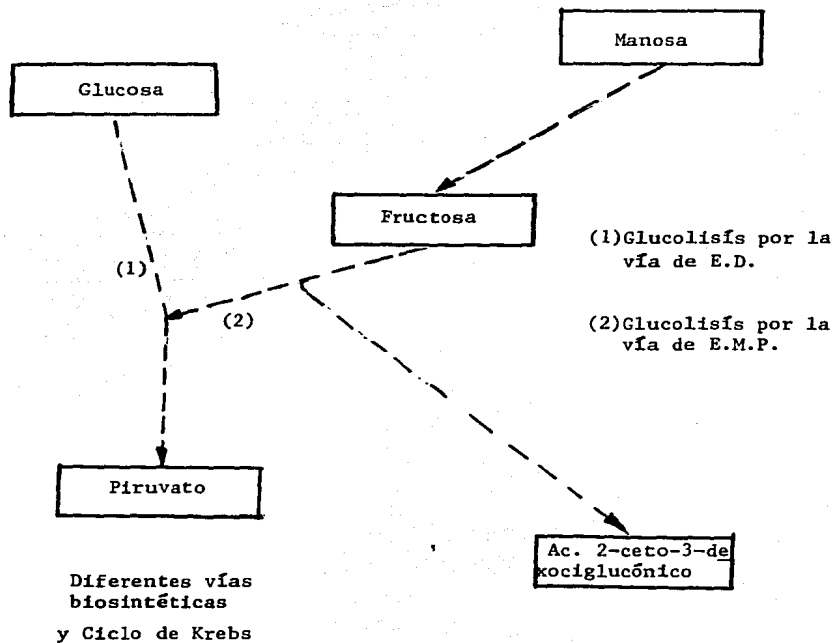 Manosa
Glucosa
Fructosa
(1)Glucolisís por la
vía de E.D.
(1)
(2)
(2)Glucolisís por la
vía de E.M.P.
Piruvato
Ac. 2-ceto-3-de
xociglucónico
Diferentes vías
biosintéticas
y Ciclo de Krebs